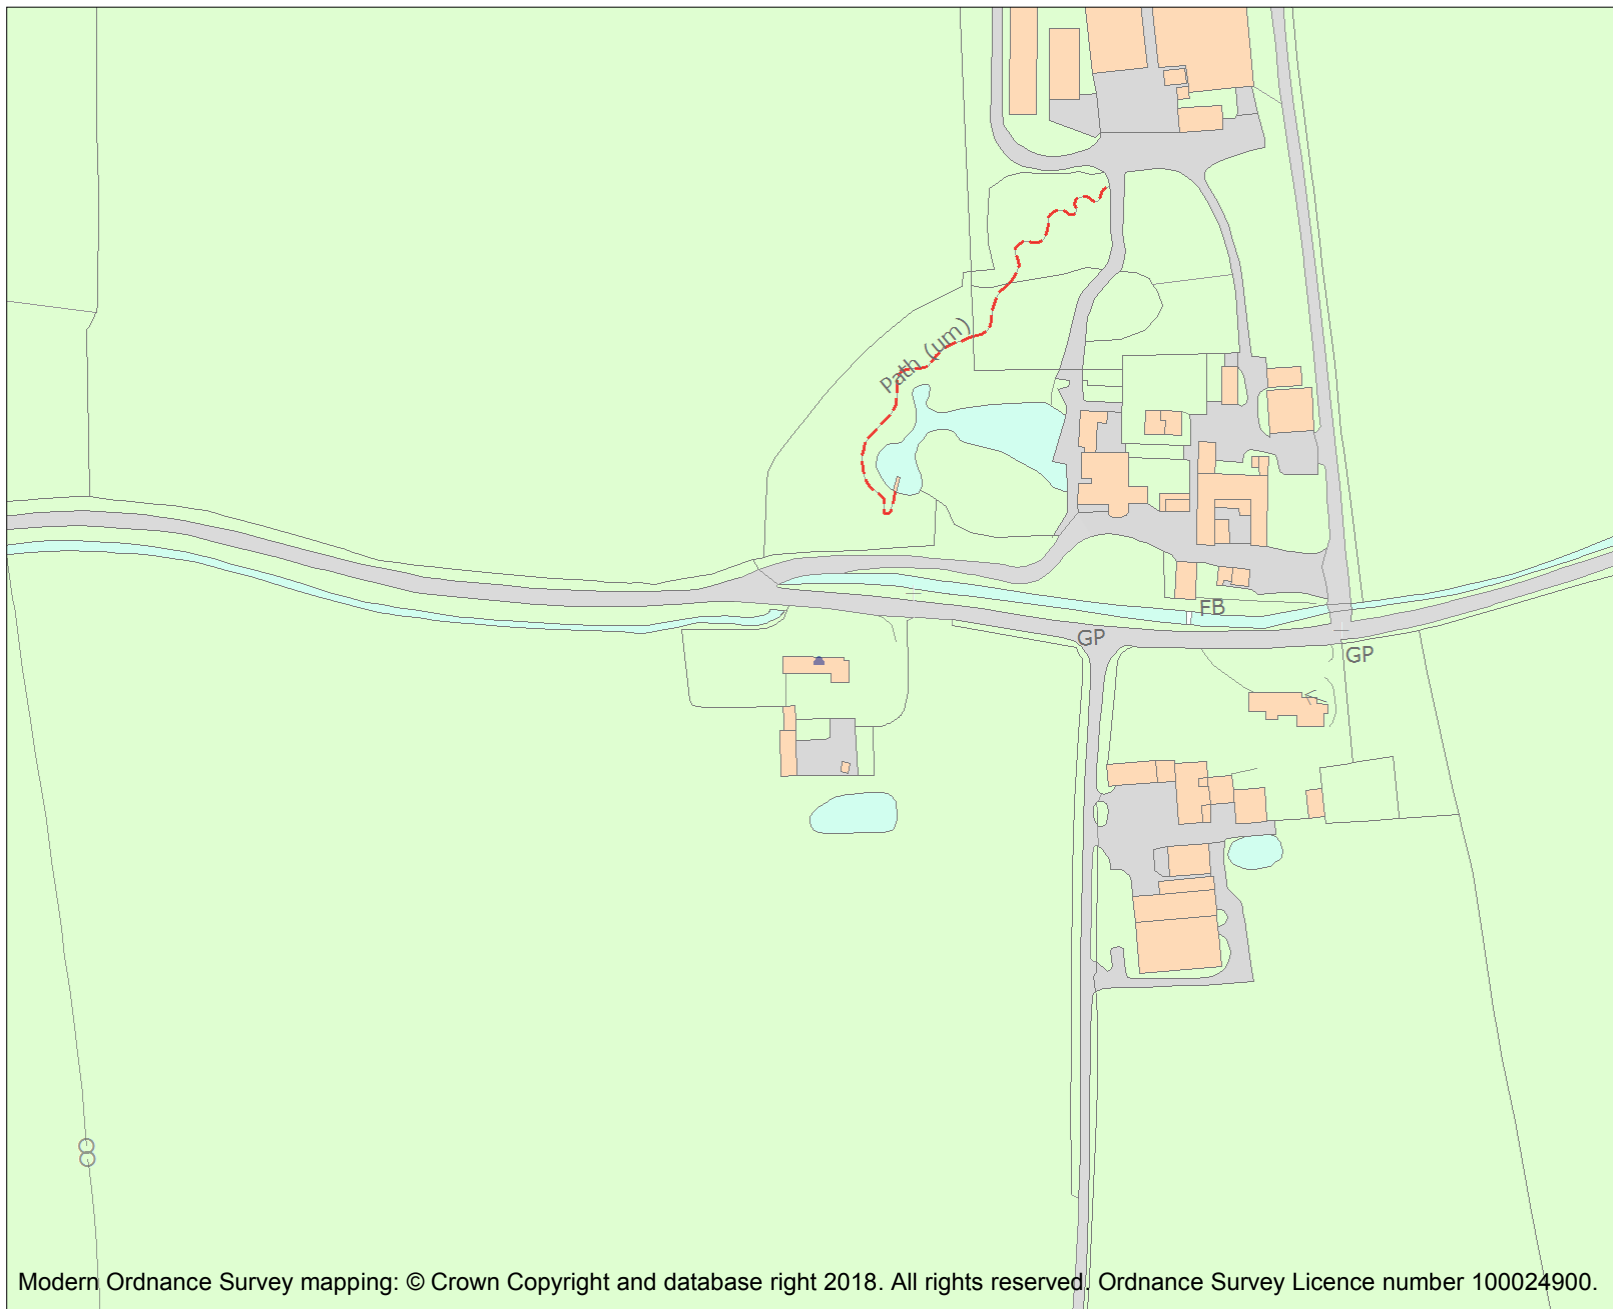 Path (um)
FB
GP
GP
Modern Ordnance Survey mapping: © Crown Copyright and database right 2018. All rights reserved. Ordnance Survey Licence number 100024900.